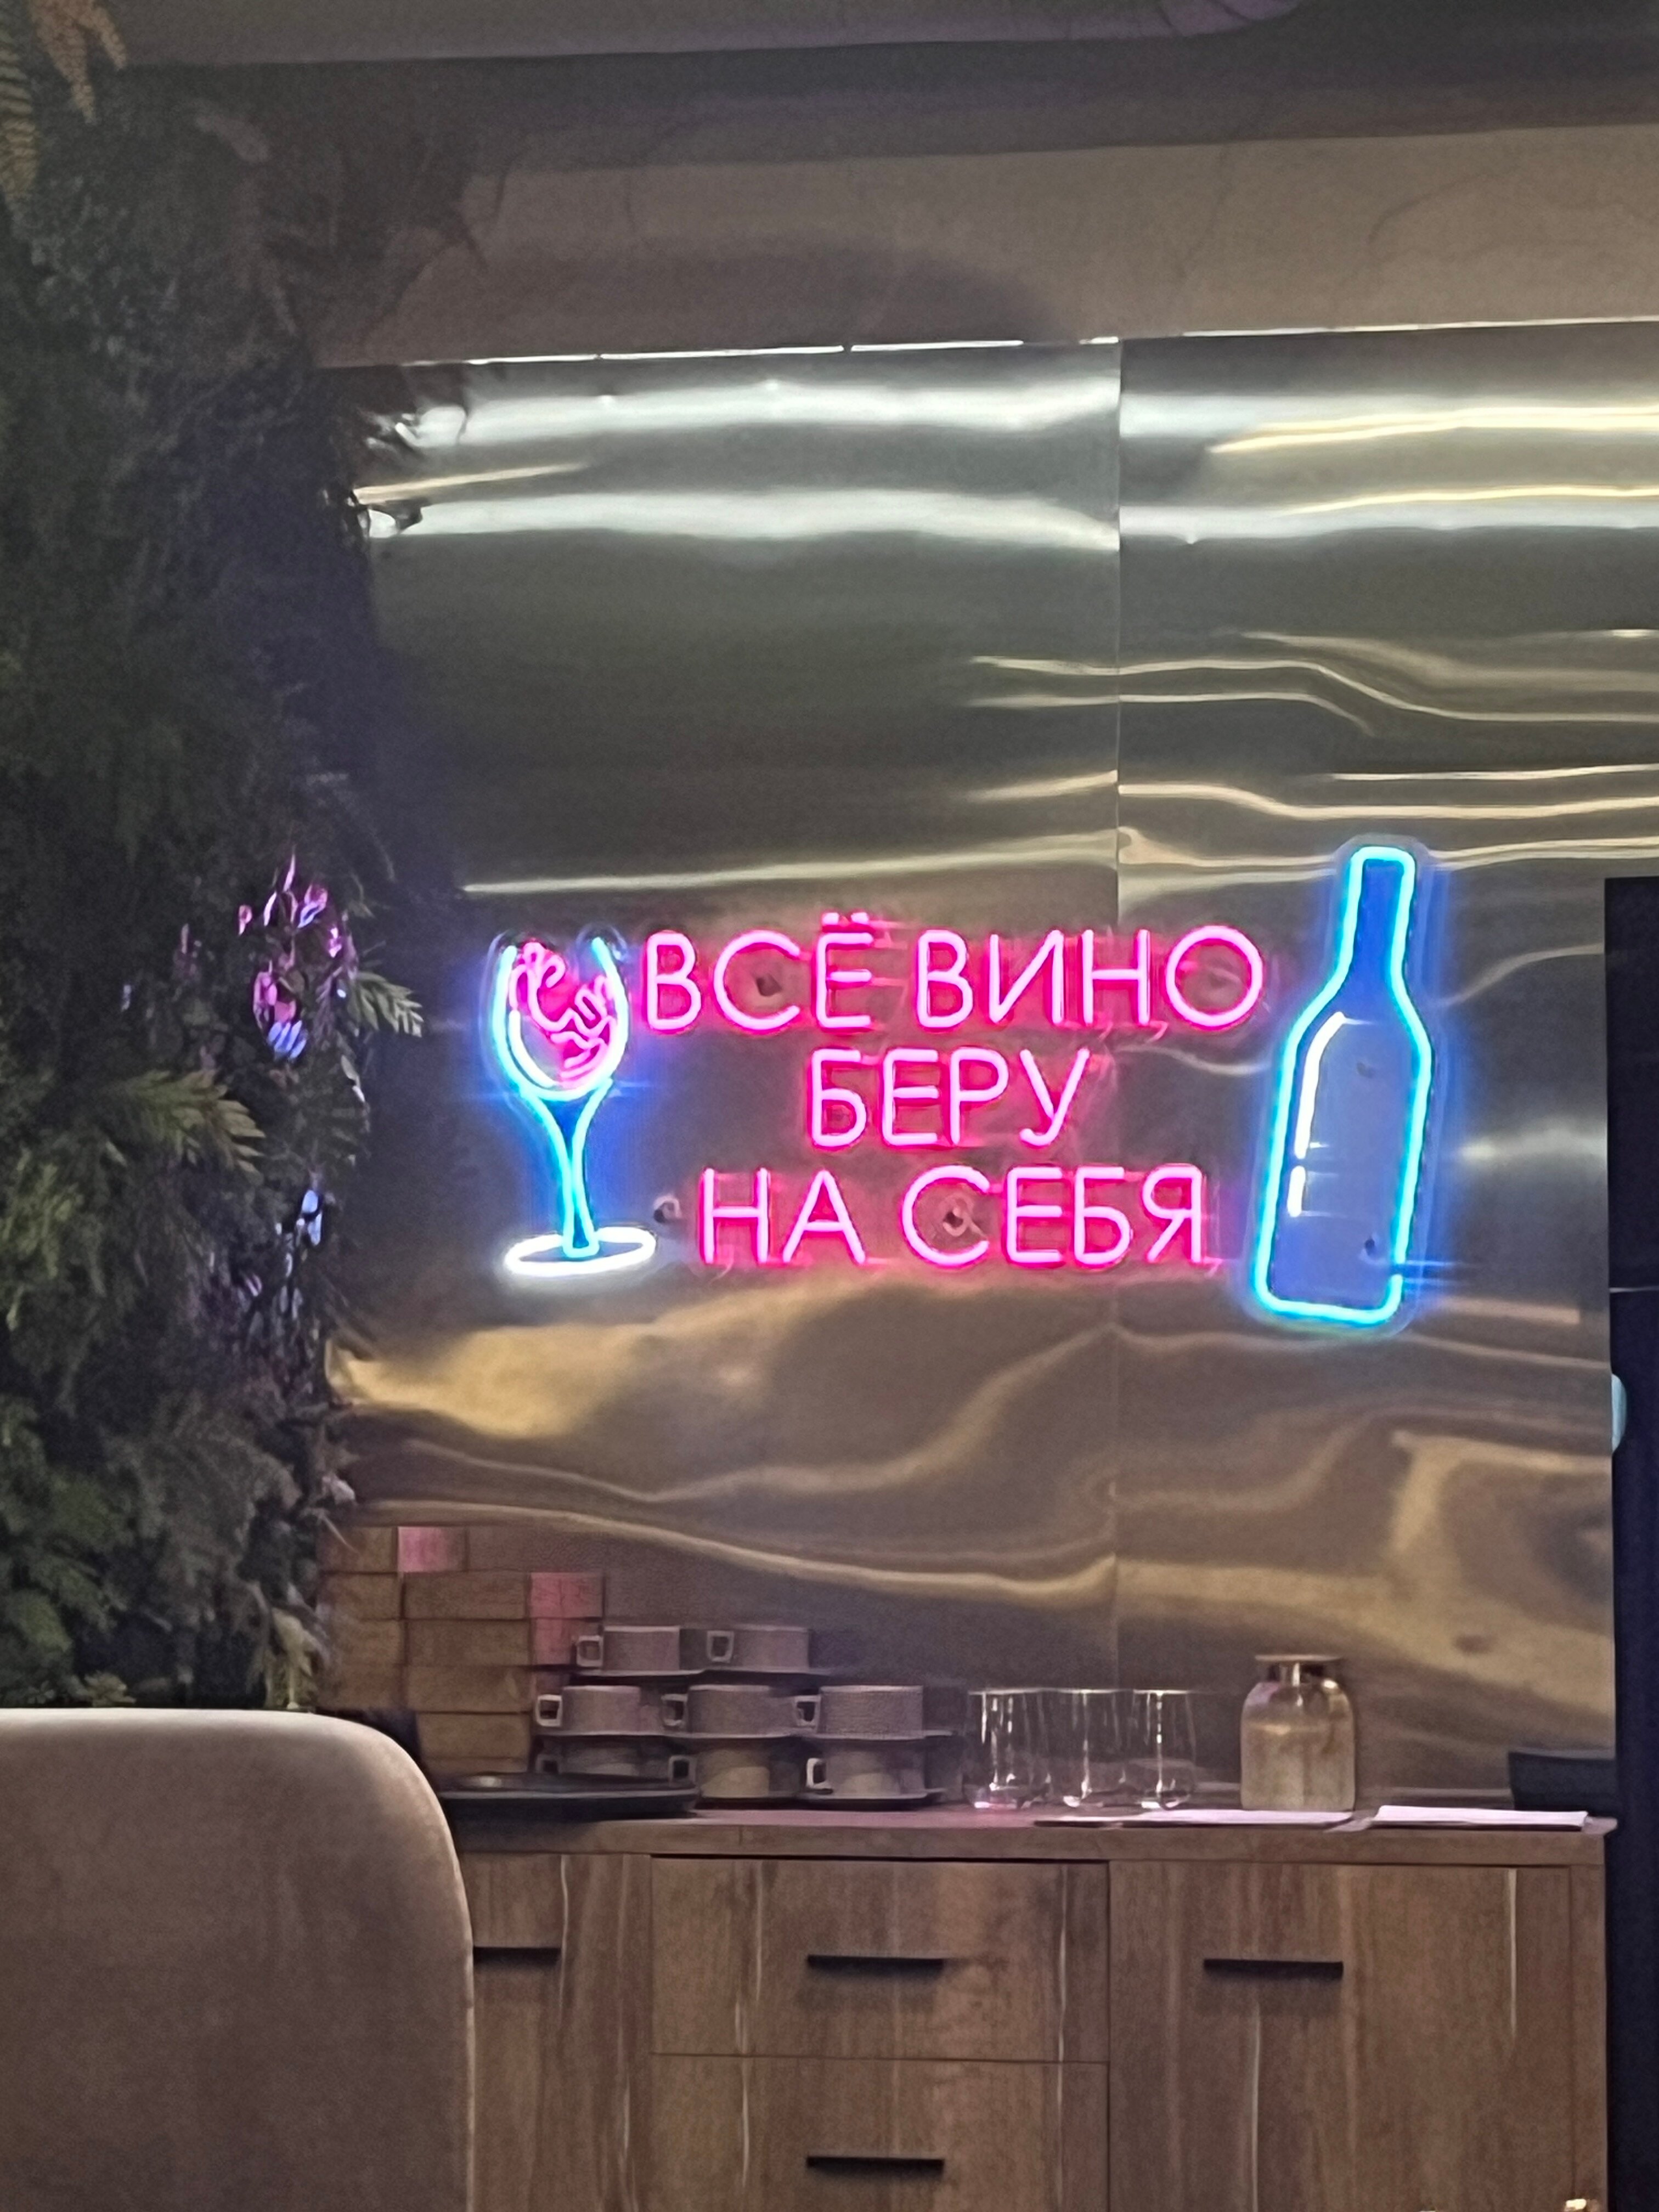 ВСЁ ВИНО
БЕРУ
НА СЕБЯ